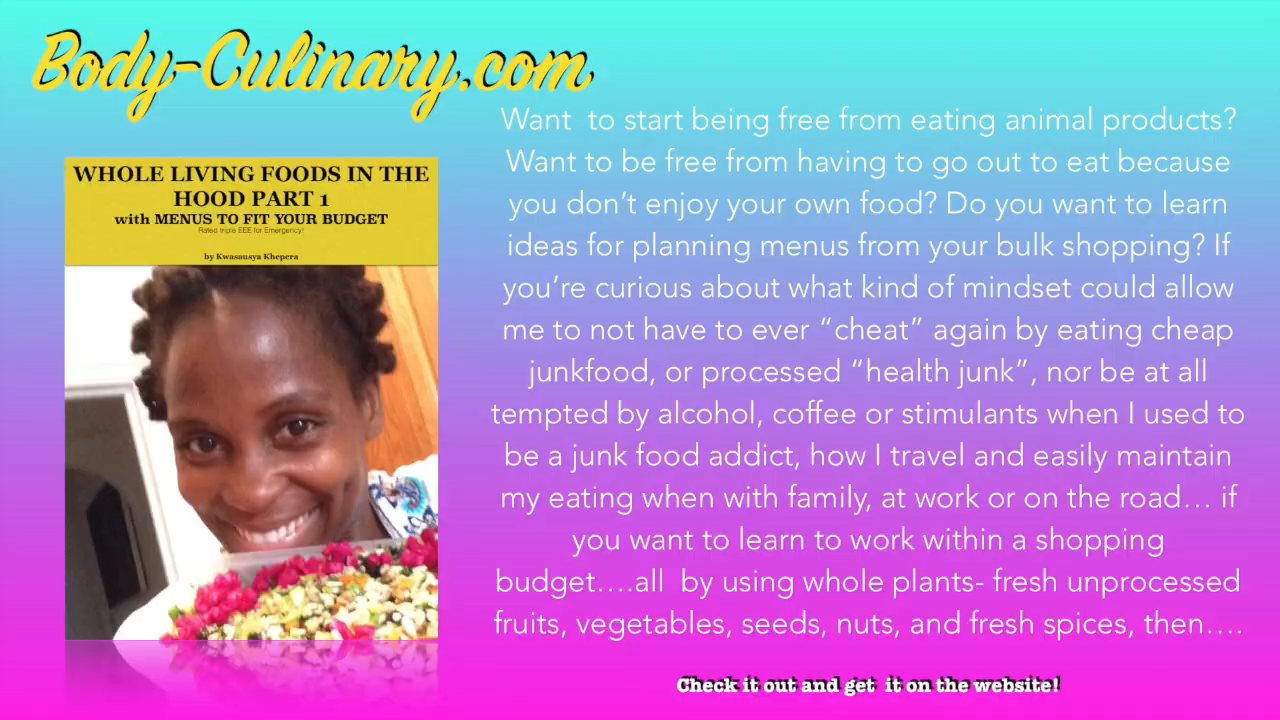 Body-Culinary.com
WHOLE LIVING FOODS IN THE
HOOD PART 1
with MENUS TO FIT YOUR BUDGET
Rated triple EEE for Emergency!
by Kwasausya Khepera
Want to start being free from eating animal products?
Want to be free from having to go out to eat because
you don’t enjoy your own food? Do you want to learn
ideas for planning menus from your bulk shopping? If
you’re curious about what kind of mindset could allow
me to not have to ever “cheat” again by eating cheap
junkfood, or processed “health junk”, nor be at all
tempted by alcohol, coffee or stimulants when I used to
be a junk food addict, how I travel and easily maintain
my eating when with family, at work or on the road… if
you want to learn to work within a shopping
budget….all by using whole plants- fresh unprocessed
fruits, vegetables, seeds, nuts, and fresh spices, then….
Check it out and get it on the website!